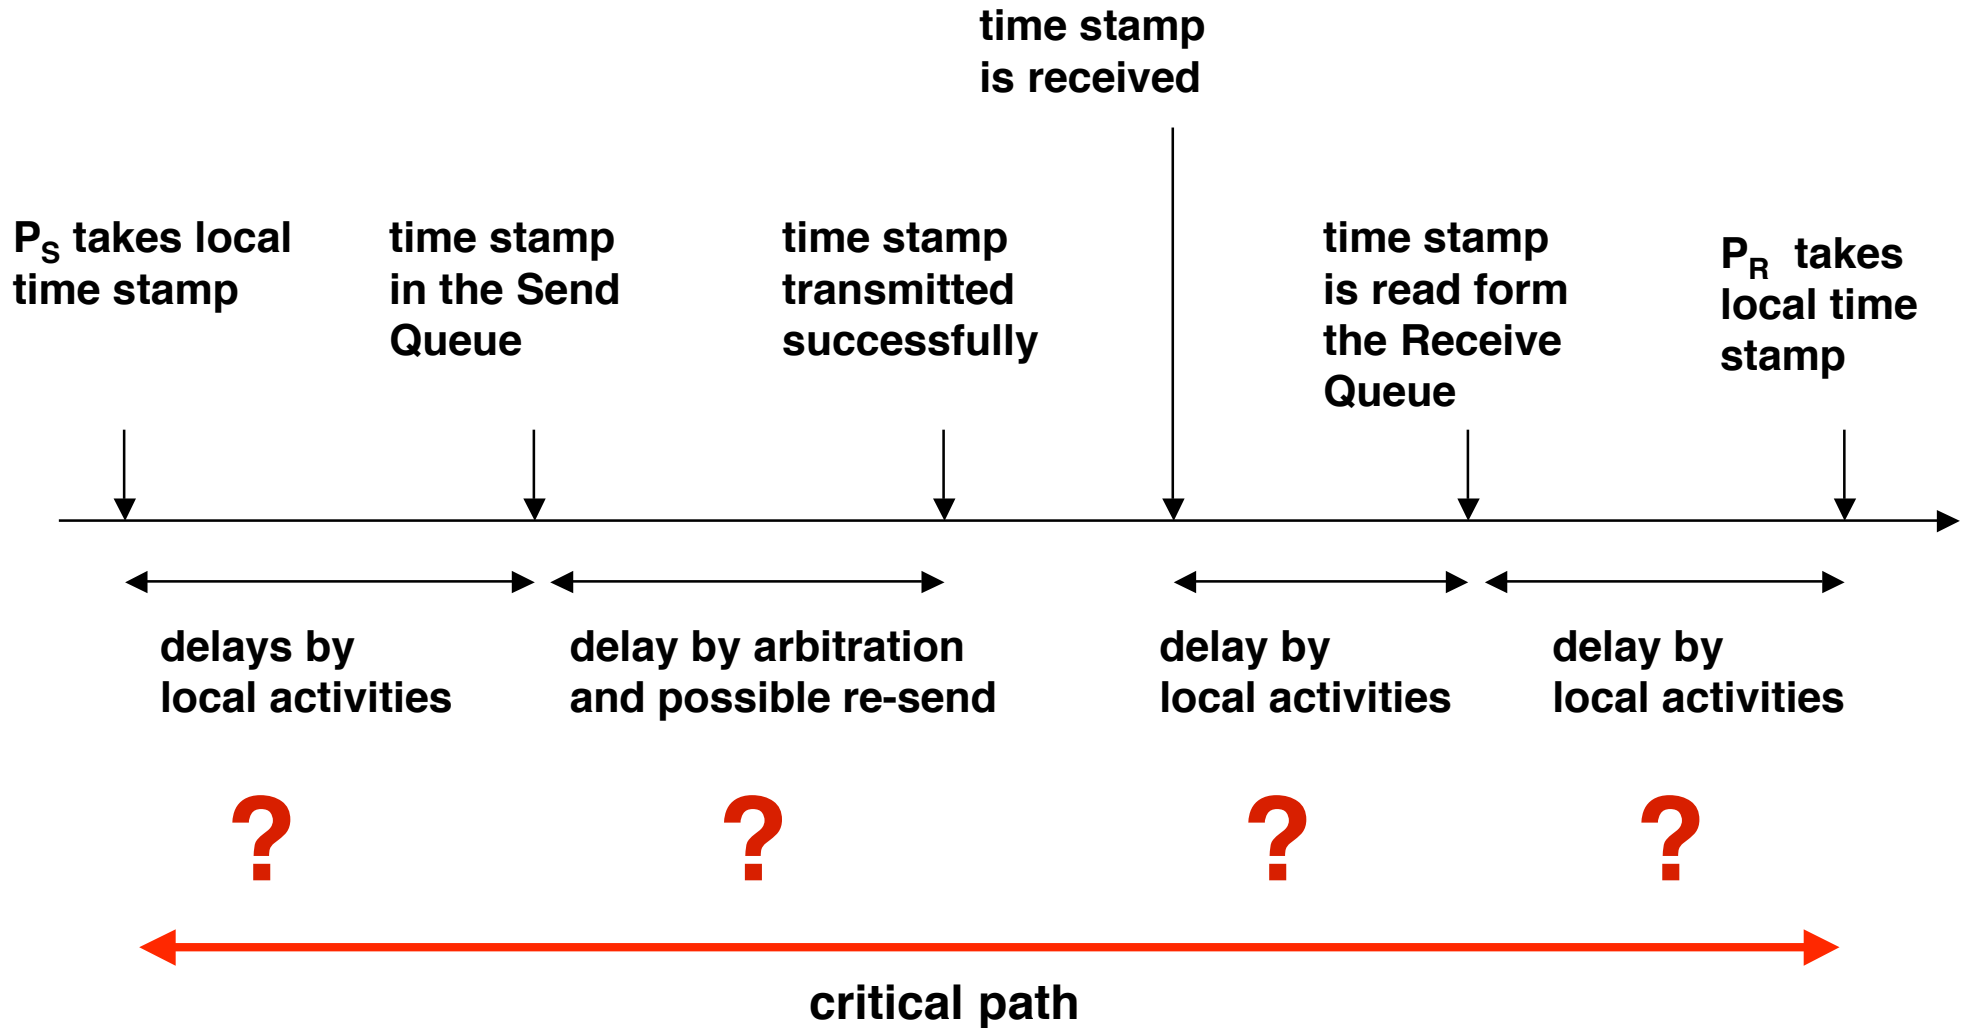 time stamp
is received
P_S takes local
time stamp
time stamp
in the Send
Queue
time stamp
transmitted
successfully
time stamp
is read form
the Receive
Queue
P_R takes
local time
stamp
delays by
local activities
delay by arbitration
and possible re-send
delay by
local activities
delay by
local activities
? ? ? ?
critical path